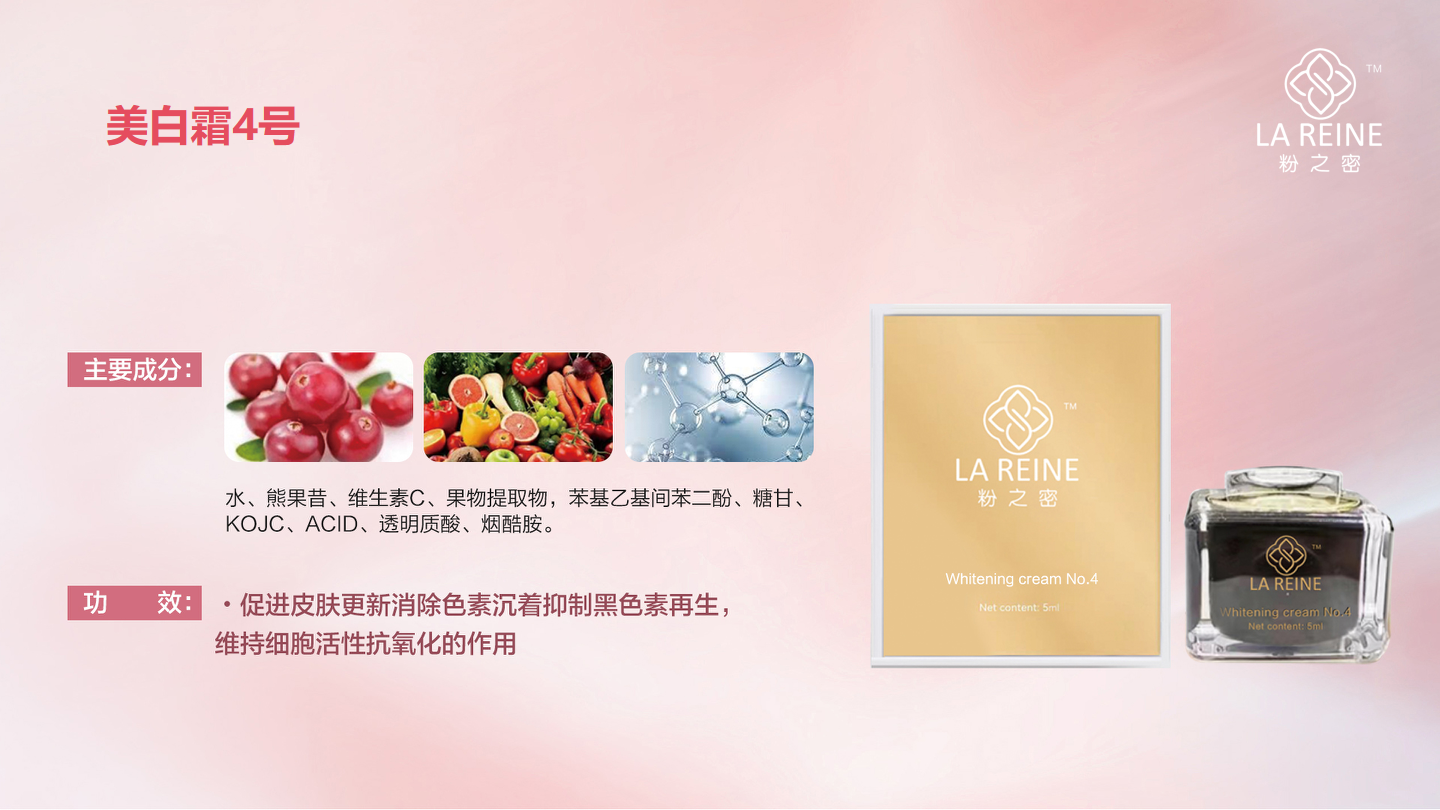 美白霜4号
TM
LA REINE
粉之密
主要成分：
水、熊果昔、维生素C、果物提取物，苯基乙基间苯二酚、糖甘、
KOJC、ACID、透明质酸、烟酷胺。
功 效：
・促进皮肤更新消除色素沉着抑制黑色素再生，
维持细胞活性抗氧化的作用
TM
LA REINE
粉之密
Whitening cream No.4
Net content: 5ml
TM
LA REINE
Whitening cream No.4
Net content: 5ml